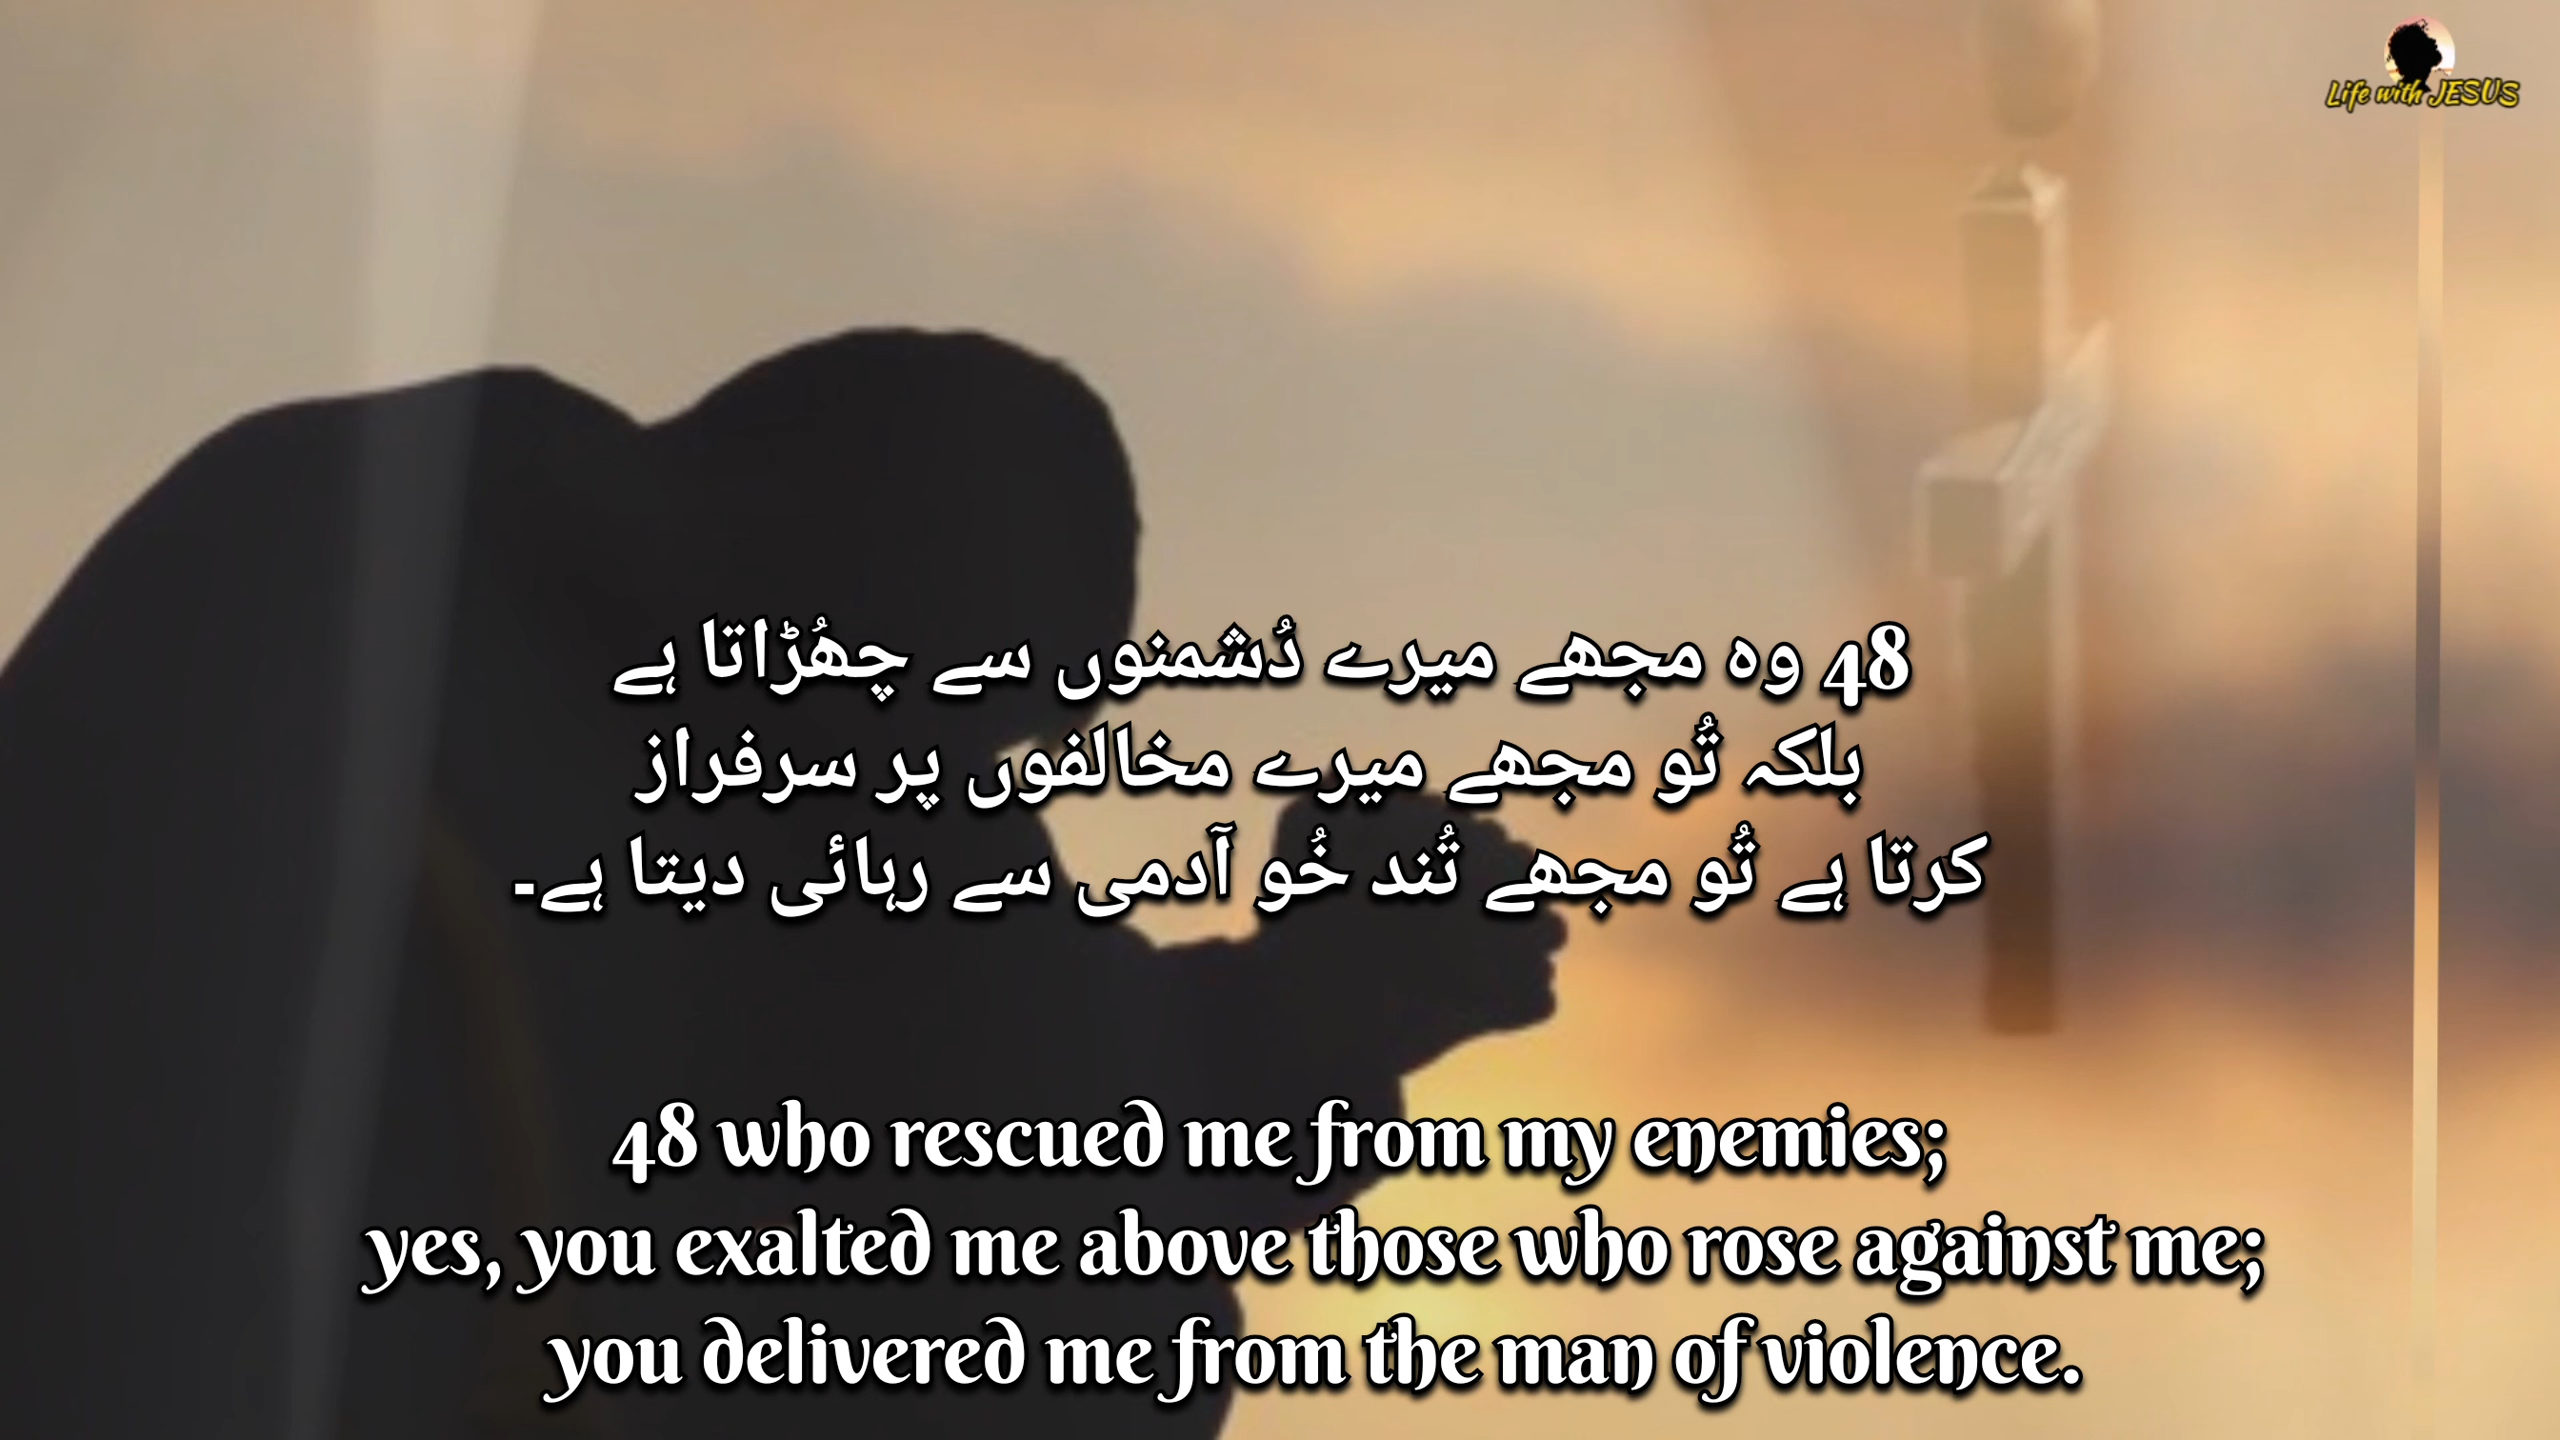 Life with JESUS
48 وہ مجھے میرے دُشمنوں سے چھُڑاتا ہے
بلکہ تُو مجھے میرے مخالفوں پر سرفراز
کرتا ہے تُو مجھے تُند خُو آدمی سے رہائی دیتا ہے۔
48 who rescued me from my enemies;
yes, you exalted me above those who rose against me;
you delivered me from the man of violence.